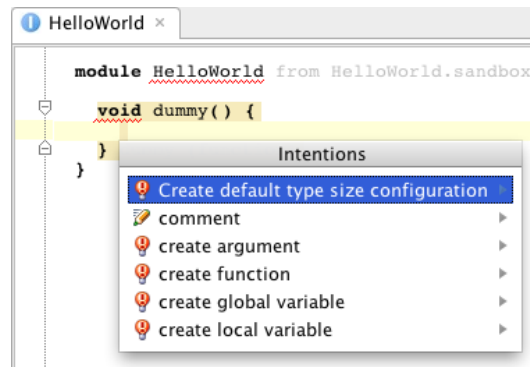 HelloWorld ×
module HelloWorld from HelloWorld.sandbox
void dummy() {
}
}
Intentions
Create default type size configuration
comment
create argument
create function
create global variable
create local variable